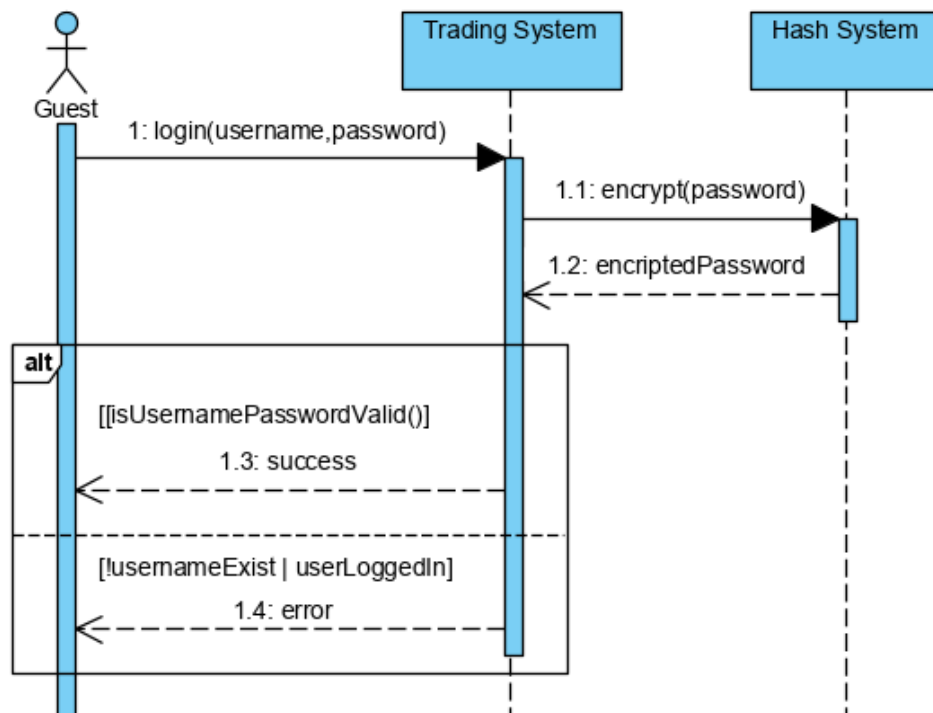 Trading System
Hash System
Guest
1: login(username,password)
1.1: encrypt(password)
1.2: encriptedPassword
alt
[[isUsernamePasswordValid()]
1.3: success
[!usernameExist | userLoggedIn]
1.4: error